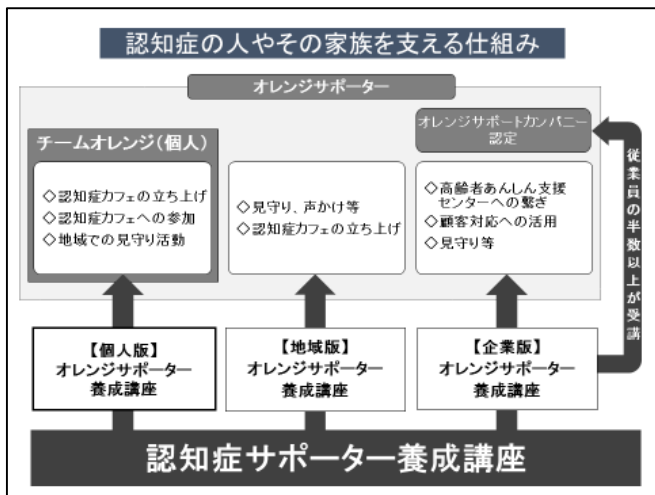 認知症の人やその家族を支える仕組み
オレンジサポーター
チームオレンジ(個人)
◇認知症カフェの立ち上げ
◇認知症カフェへの参加
◇地域での見守り活動
◇見守り、声かけ等
◇認知症カフェの立ち上げ
オレンジサポートカンパニー
認定
◇高齢者あんしん支援
センターへの繋ぎ
◇顧客対応への活用
◇見守り等
従業員の半数以上が受講
【個人版】
オレンジサポーター
養成講座
【地域版】
オレンジサポーター
養成講座
【企業版】
オレンジサポーター
養成講座
認知症サポーター養成講座